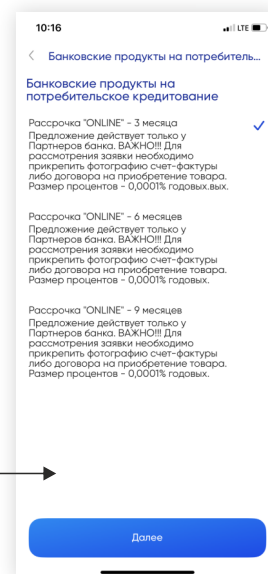 10:16
LTE
Банковские продукты на потребитель...
Банковские продукты на
потребительское кредитование
Рассрочка "ONLINE" - 3 месяца
Предложение действует только у
Партнеров банка. ВАЖНО!!! Для
рассмотрения заявки необходимо
прикрепить фотографию счет-фактуры
либо договора на приобретение товара.
Размер процентов - 0,0001% годовых.вых.
Рассрочка "ONLINE" - 6 месяцев
Предложение действует только у
Партнеров банка. ВАЖНО!!! Для
рассмотрения заявки необходимо
прикрепить фотографию счет-фактуры
либо договора на приобретение товара.
Размер процентов - 0,0001% годовых.
Рассрочка "ONLINE" - 9 месяцев
Предложение действует только у
Партнеров банка. ВАЖНО!!! Для
рассмотрения заявки необходимо
прикрепить фотографию счет-фактуры
либо договора на приобретение товара.
Размер процентов - 0,0001% годовых.
Далее